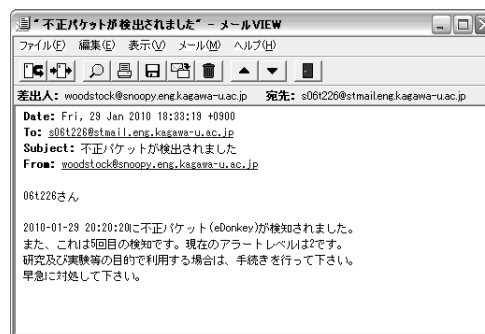 "不正パケットが検出されました" - メールVIEW
ファイル(F) 編集(E) 表示(V) メール(M) ヘルプ(H)
差出人: woodstock@snoopy.eng.kagawa-u.ac.jp 宛先: s06t226@stmail.eng.kagawa-u.ac.jp
Date: Fri, 29 Jan 2010 18:33:19 +0900
To: s06t226@stmail.eng.kagawa-u.ac.jp
Subject: 不正パケットが検出されました
From: woodstock@snoopy.eng.kagawa-u.ac.jp
06t226さん
2010-01-29 20:20:20に不正パケット(eDonkey)が検知されました。
また、これは5回目の検知です。現在のアラートレベルは2です。
研究及び実験等の目的で利用する場合は、手続きを行って下さい。
早急に対処して下さい。